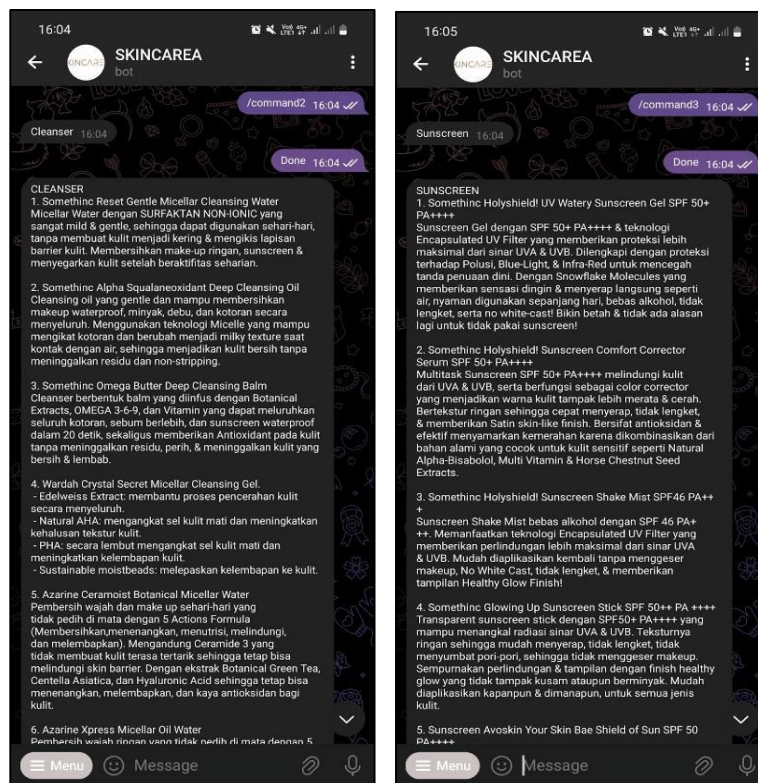 16:04
SKINCAREA
bot
/command2 16:04
Cleanser 16:04
Done 16:04
CLEANSER
1. Somethinc Reset Gentle Micellar Cleansing Water
Micellar Water dengan SURFAKTAN NON-IONIC yang
sangat mild & gentle, sehingga dapat digunakan sehari-hari,
tanpa membuat kulit menjadi kering & mengikis lapisan
barrier kulit. Membersihkan make-up ringan, sunscreen &
menyegarkan kulit setelah beraktifitas seharian.
2. Somethinc Alpha Squalaneoxidant Deep Cleansing Oil
Cleansing oil yang gentle dan mampu membersihkan
makeup waterproof, minyak, debu, dan kotoran secara
menyeluruh. Menggunakan teknologi Micelle yang mampu
mengikat kotoran dan berubah menjadi milky texture saat
kontak dengan air, sehingga menjadikan kulit bersih tanpa
meninggalkan residu dan non-stripping.
3. Somethinc Omega Butter Deep Cleansing Balm
Cleanser berbentuk balm yang diinfus dengan Botanical
Extracts, OMEGA 3-6-9, dan Vitamin yang dapat meluruhkan
seluruh kotoran, sebum berlebih, dan sunscreen waterproof
dalam 20 detik, sekaligus memberikan Antioxidant pada kulit
tanpa meninggalkan residu, perih, & meninggalkan kulit yang
bersih & lembab.
4. Wardah Crystal Secret Micellar Cleansing Gel.
- Edelweiss Extract: membantu proses pencerahan kulit
secara menyeluruh.
- Natural AHA: mengangkat sel kulit mati dan meningkatkan
kehalusan tekstur kulit.
- PHA: secara lembut mengangkat sel kulit mati dan
meningkatkan kelembapan kulit.
- Sustainable moistbeads: melepaskan kelembapan ke kulit.
5. Azarine Ceramoist Botanical Micellar Water
Pembersih wajah dan make up sehari-hari yang
tidak pedih di mata dengan 5 Actions Formula
(Membersihkan,menenangkan, menutrisi, melindungi,
dan melembapkan). Mengandung Ceramide 3 yang
tidak membuat kulit terasa tertarik sehingga tetap bisa
melindungi skin barrier. Dengan ekstrak Botanical Green Tea,
Centella Asiatica, dan Hyaluronic Acid sehingga tetap bisa
menenangkan, melembapkan, dan kaya antioksidan bagi
kulit.
6. Azarine Xpress Micellar Oil Water
Pembersih wajah ringan yang tidak pedih di mata dengan 5
Menu
Message
16:05
SKINCAREA
bot
/command3 16:04
Sunscreen 16:04
Done 16:04
SUNSCREEN
1. Somethinc Holyshield! UV Watery Sunscreen Gel SPF 50+
PA++++
Sunscreen Gel dengan SPF 50+ PA++++ & teknologi
Encapsulated UV Filter yang memberikan proteksi lebih
maksimal dari sinar UVA & UVB. Dilengkapi dengan proteksi
terhadap Polusi, Blue-Light, & Infra-Red untuk mencegah
tanda penuaan dini. Dengan Snowflake Molecules yang
memberikan sensasi dingin & menyerap langsung seperti
air, nyaman digunakan sepanjang hari, bebas alkohol, tidak
lengket, serta no white-cast! Bikin betah & tidak ada alasan
lagi untuk tidak pakai sunscreen!
2. Somethinc Holyshield! Sunscreen Comfort Corrector
Serum SPF 50+ PA++++
Multitask Sunscreen SPF 50+ PA++++ melindungi kulit
dari UVA & UVB, serta berfungsi sebagai color corrector
yang menjadikan warna kulit tampak lebih merata & cerah.
Bertekstur ringan sehingga cepat menyerap, tidak lengket,
& memberikan Satin skin-like finish. Bersifat antioksidan &
efektif menyamarkan kemerahan karena dikombinasikan dari
bahan alami yang cocok untuk kulit sensitif seperti Natural
Alpha-Bisabolol, Multi Vitamin & Horse Chestnut Seed
Extracts.
3. Somethinc Holyshield! Sunscreen Shake Mist SPF46 PA++
+
Sunscreen Shake Mist bebas alkohol dengan SPF 46 PA+
++. Memanfaatkan teknologi Encapsulated UV Filter yang
memberikan perlindungan lebih maksimal dari sinar UVA
& UVB. Mudah diaplikasikan kembali tanpa menggeser
makeup, No White Cast, tidak lengket, & memberikan
tampilan Healthy Glow Finish!
4. Somethinc Glowing Up Sunscreen Stick SPF 50++ PA ++++
Transparent sunscreen stick dengan SPF50+ PA++++ yang
mampu menangkal radiasi sinar UVA & UVB. Teksturnya
ringan sehingga mudah menyerap, tidak lengket, tidak
menyumbat pori-pori, sehingga tidak menggeser makeup.
Sempurnakan perlindungan & tampilan dengan finish healthy
glow yang tidak tampak kusam ataupun berminyak. Mudah
diaplikasikan kapanpun & dimanapun, untuk semua jenis
kulit.
5. Sunscreen Avoskin Your Skin Bae Shield of Sun SPF 50
PA++++
Menu
Message